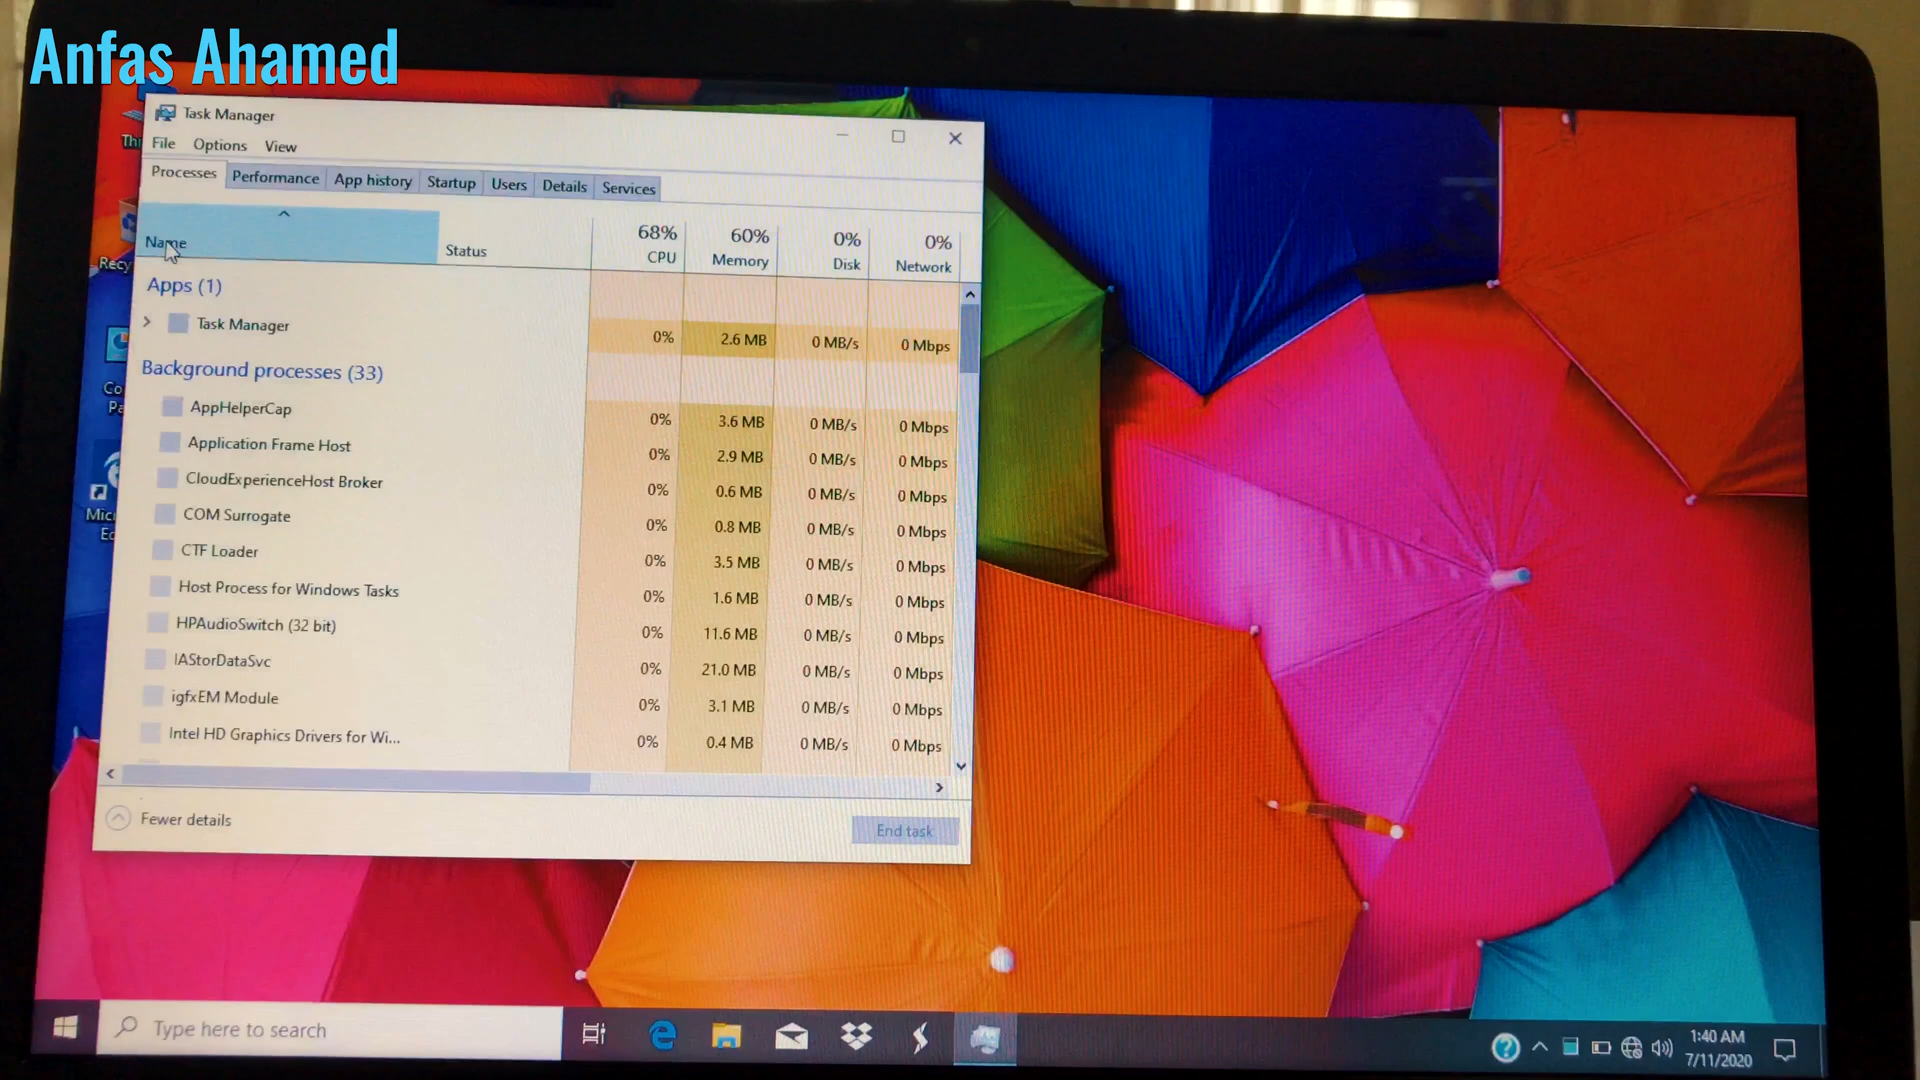 Anfas Ahamed
Task Manager
File Options View
Processes Performance App history Startup Users Details Services
68% 60% 0% 0%
Name Status CPU Memory Disk Network
Apps (1)
Task Manager 0% 2.6 MB 0 MB/s 0 Mbps
Background processes (33)
AppHelperCap 0% 3.6 MB 0 MB/s 0 Mbps
Application Frame Host 0% 2.9 MB 0 MB/s 0 Mbps
CloudExperienceHost Broker 0% 0.6 MB 0 MB/s 0 Mbps
COM Surrogate 0% 0.8 MB 0 MB/s 0 Mbps
CTF Loader 0% 3.5 MB 0 MB/s 0 Mbps
Host Process for Windows Tasks 0% 1.6 MB 0 MB/s 0 Mbps
HPAudioSwitch (32 bit) 0% 11.6 MB 0 MB/s 0 Mbps
IAStorDataSvc 0% 21.0 MB 0 MB/s 0 Mbps
igfxEM Module 0% 3.1 MB 0 MB/s 0 Mbps
Intel HD Graphics Drivers for Wi... 0% 0.4 MB 0 MB/s 0 Mbps
Fewer details End task
Type here to search
1:40 AM
7/11/2020